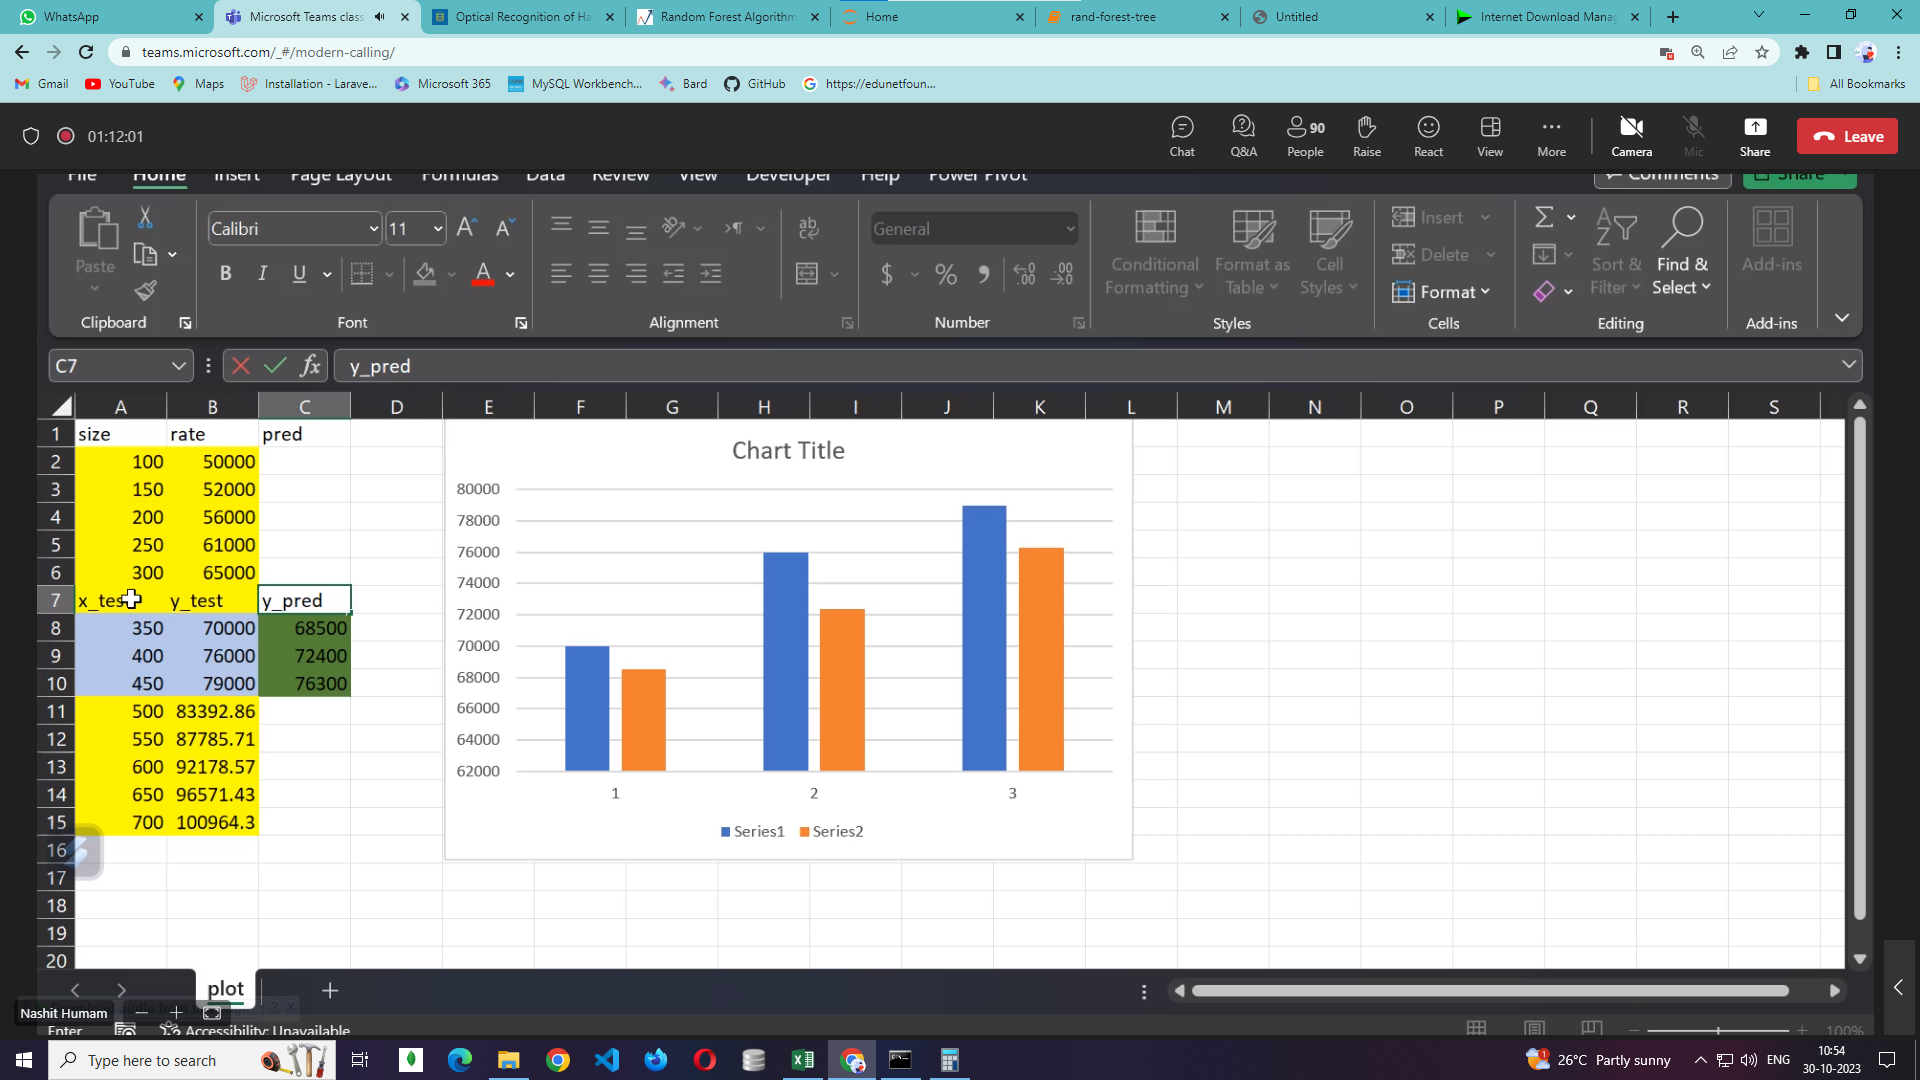 WhatsApp
Microsoft Teams class
Optical Recognition of Ha
Random Forest Algorithm
Home
rand-forest-tree
Untitled
Internet Download Manag
teams.microsoft.com/_#/modern-calling/
Gmail
YouTube
Maps
Installation - Larave...
Microsoft 365
MySQL Workbench...
Bard
GitHub
https://edunetfoun...
All Bookmarks
01:12:01
Chat
Q&A
90
People
Raise
React
View
More
Camera
Mic
Share
Leave
File Home Insert Page Layout Formulas Data Review View Developer Help Power Pivot
Comments
Share
Paste
Clipboard
Calibri
11
Font
Alignment
General
Number
Conditional Formatting
Format as Table
Cell Styles
Styles
Insert
Delete
Format
Cells
Sort & Filter
Find & Select
Editing
Add-ins
Add-ins
C7
fx
y_pred
A B C D E F G H I J K L M N O P Q R S
1 size rate pred
2 100 50000
3 150 52000
4 200 56000
5 250 61000
6 300 65000
7 x_test y_test y_pred
8 350 70000 68500
9 400 76000 72400
10 450 79000 76300
11 500 83392.86
12 550 87785.71
13 600 92178.57
14 650 96571.43
15 700 100964.3
16
17
18
19
20
Chart Title
80000
78000
76000
74000
72000
70000
68000
66000
64000
62000
1 2 3
Series1 Series2
plot
Nashit Humam
Enter
Accessibility: Unavailable
100%
Type here to search
1
26°C Partly sunny
ENG
10:54
30-10-2023